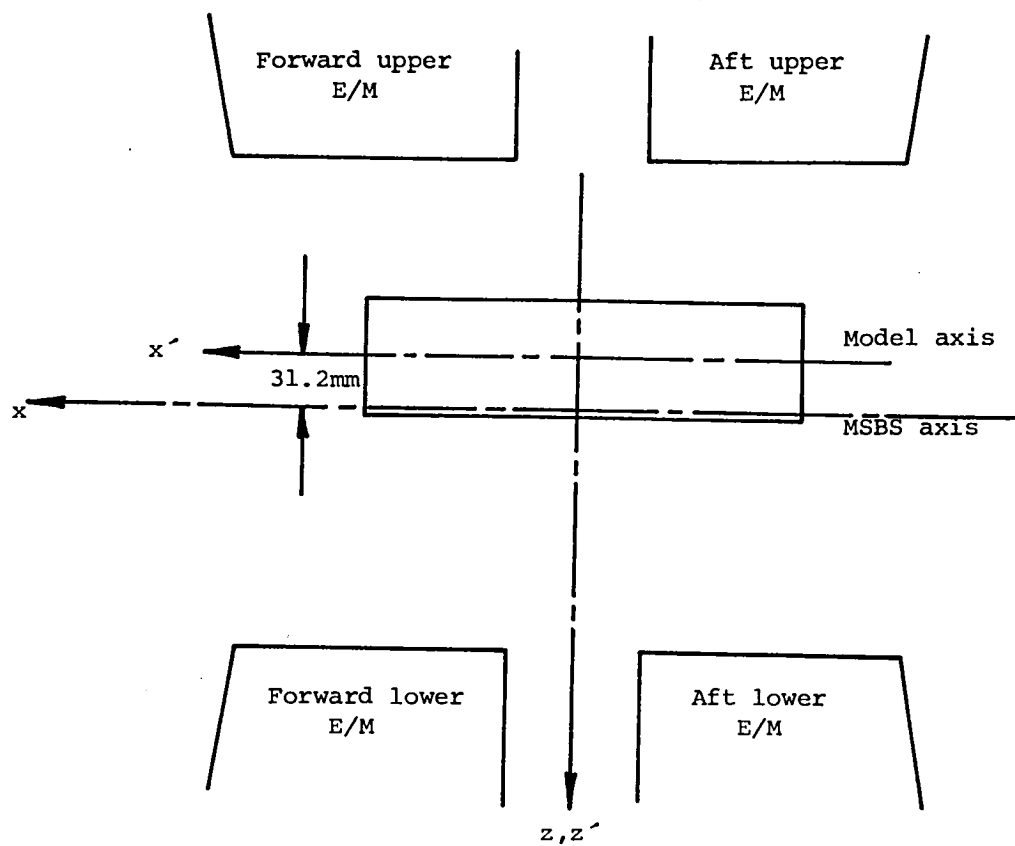 Forward upper
E/M
Aft upper
E/M
Model axis
x´
31.2mm
x
MSBS axis
Forward lower
E/M
Aft lower
E/M
z,z´